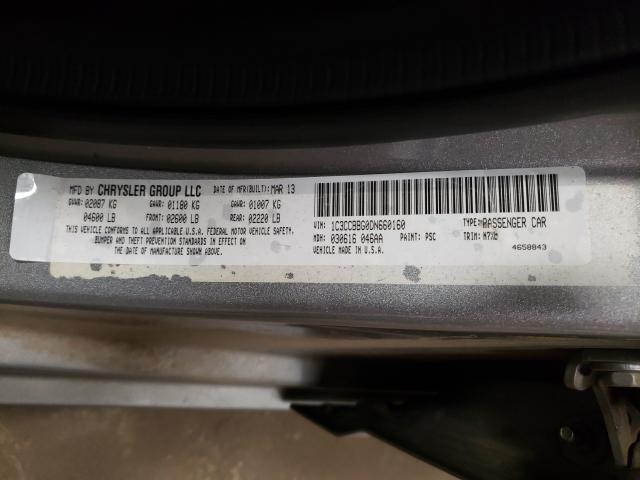 MFD BY CHRYSLER GROUP LLC DATE OF MFR(BUILT): MAR 13
GVWR: 02087 KG GAWR: 01180 KG GAWR: 01007 KG
04600 LB FRONT: 02600 LB REAR: 02220 LB
THIS VEHICLE CONFORMS TO ALL APPLICABLE U.S.A. FEDERAL MOTOR VEHICLE SAFETY,
BUMPER AND THEFT PREVENTION STANDARDS IN EFFECT ON
THE DATE OF MANUFACTURE SHOWN ABOVE.
VIN: 1C3CCBBG0DN660160 TYPE: PASSENGER CAR
MDH: 030616 046AA PAINT: PSC TRIM:
VEHICLE MADE IN U.S.A. 4658843